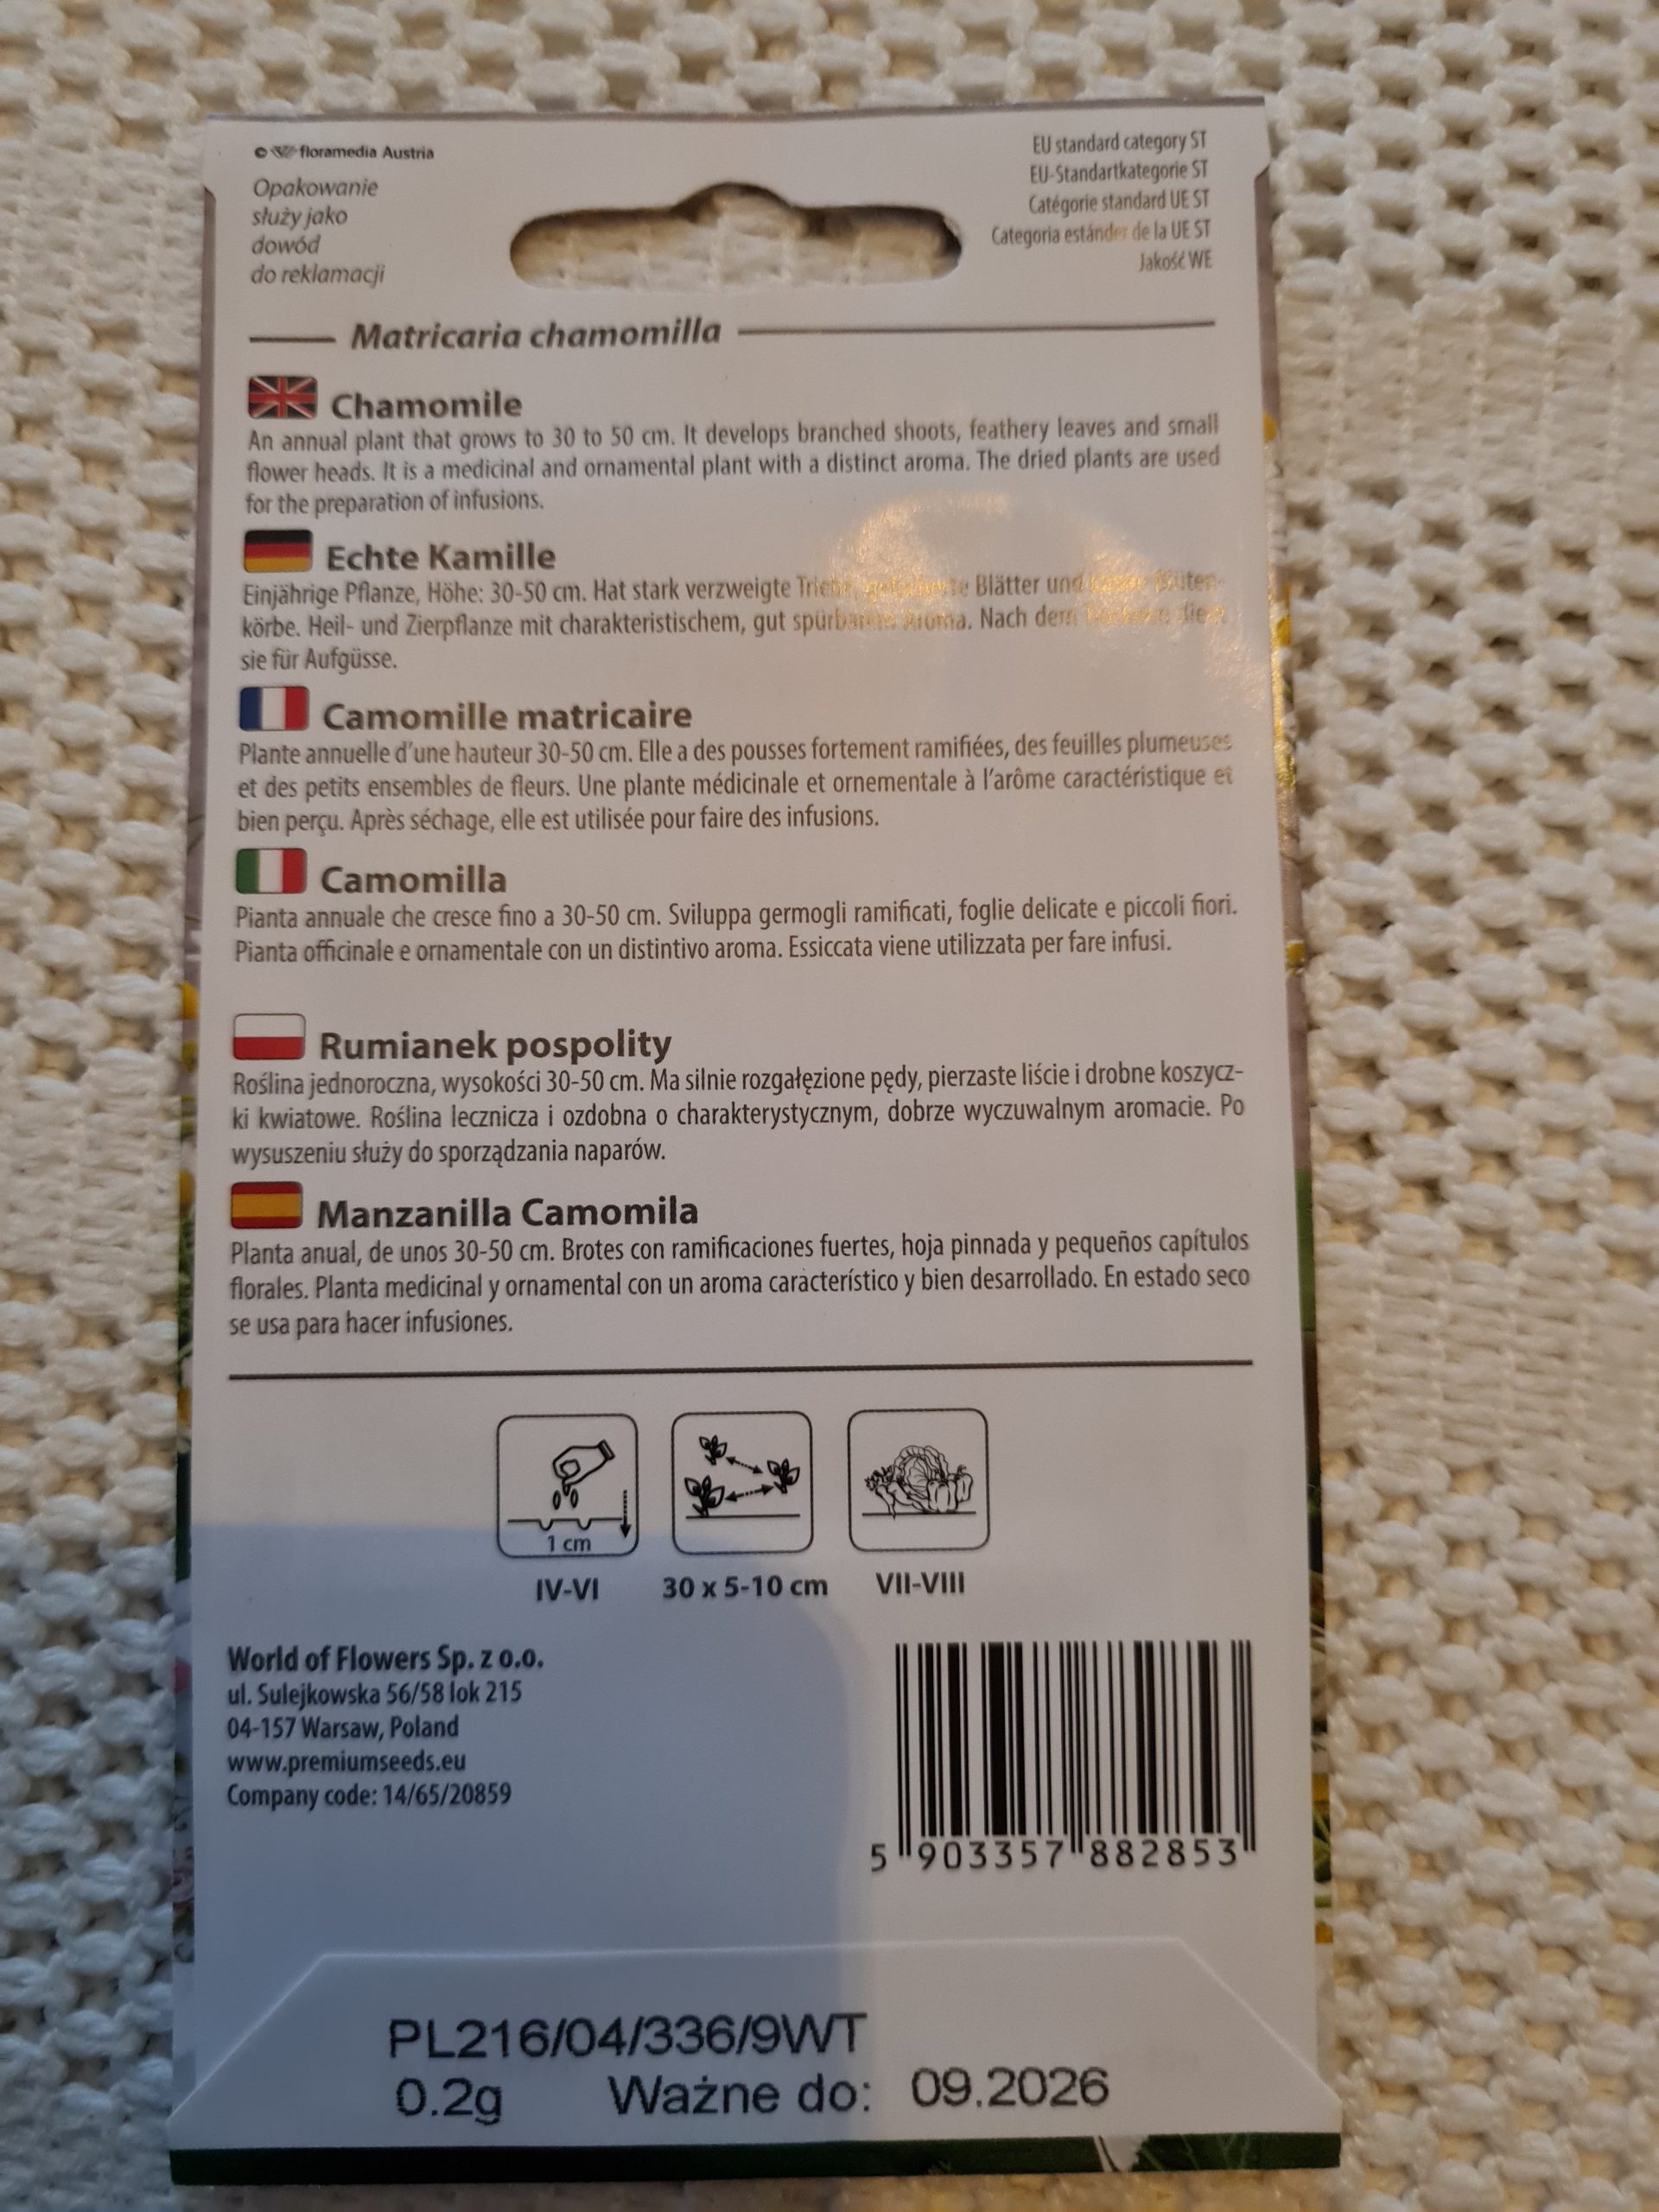 © floramedia Austria
Opakowanie
służy jako
dowód
do reklamacji
EU standard category ST
EU-Standartkategorie ST
Catégorie standard UE ST
Categoria estánder de la UE ST
Jakość WE
Matricaria chamomilla
Chamomile
An annual plant that grows to 30 to 50 cm. It develops branched shoots, feathery leaves and small
flower heads. It is a medicinal and ornamental plant with a distinct aroma. The dried plants are used
for the preparation of infusions.
Echte Kamille
Einjährige Pflanze, Höhe: 30-50 cm. Hat stark verzweigte Blätter und
körbe. Heil- und Zierpflanze mit charakteristischem, gut Aroma. Nach dem
sie für Aufgüsse.
Camomille matricaire
Plante annuelle d'une hauteur 30-50 cm. Elle a des pousses fortement ramifiées, des feuilles plumeuses
et des petits ensembles de fleurs. Une plante médicinale et ornementale à l'arôme caractéristique et
bien perçu. Après séchage, elle est utilisée pour faire des infusions.
Camomilla
Pianta annuale che cresce fino a 30-50 cm. Sviluppa germogli ramificati, foglie delicate e piccoli fiori.
Pianta officinale e ornamentale con un distintivo aroma. Essiccata viene utilizzata per fare infusi.
Rumianek pospolity
Roślina jednoroczna, wysokości 30-50 cm. Ma silnie rozgałęzione pędy, pierzaste liście i drobne koszycz-
ki kwiatowe. Roślina lecznicza i ozdobna o charakterystycznym, dobrze wyczuwalnym aromacie. Po
wysuszeniu służy do sporządzania naparów.
Manzanilla Camomila
Planta anual, de unos 30-50 cm. Brotes con ramificaciones fuertes, hoja pinnada y pequeños capítulos
florales. Planta medicinal y ornamental con un aroma característico y bien desarrollado. En estado seco
se usa para hacer infusiones.
1 cm
IV-VI 30 x 5-10 cm VII-VIII
World of Flowers Sp. z o.o.
ul. Sulejkowska 56/58 lok 215
04-157 Warsaw, Poland
www.premiumseeds.eu
Company code: 14/65/20859
5 903357 882853
PL216/04/336/9WT
0.2g Ważne do: 09.2026